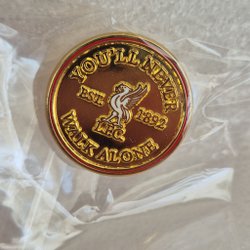 YOU'LL NEVER
EST. 1892
L.F.C.
WALK ALONE